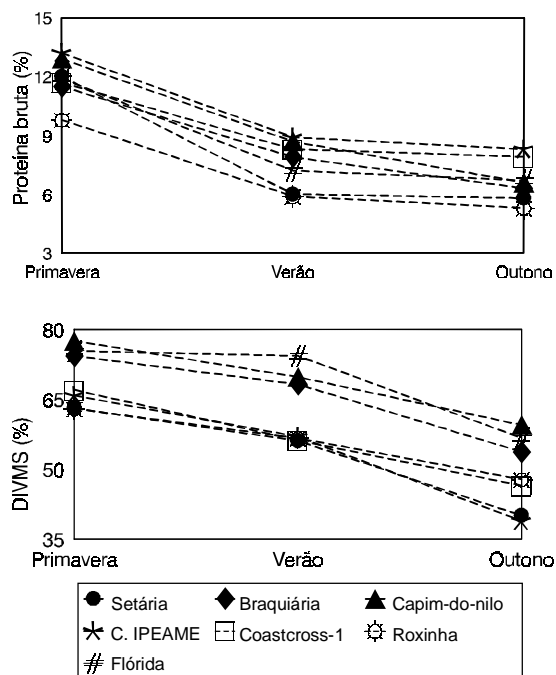 15
12
9
6
3
Proteína bruta (%)
Primavera Verão Outono
80
65
50
35
DIVMS (%)
Primavera Verão Outono
Setária Braquiária Capim-do-nilo
C. IPEAME Coastcross-1 Roxinha
Flórida